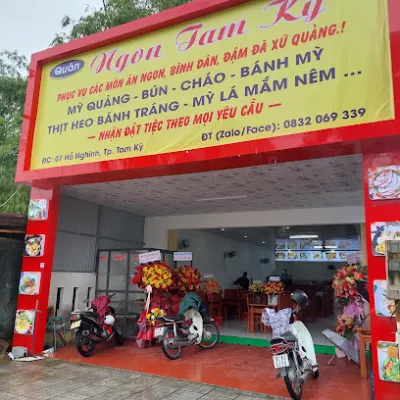 Quán
Ngon Tam Kỳ
PHỤC VỤ CÁC MÓN ĂN NGON, BÌNH DÂN, ĐẬM ĐÀ XỨ QUẢNG.!
MỲ QUẢNG - BÚN - CHÁO - BÁNH MỲ
THỊT HEO BÁNH TRÁNG - MỲ LÁ MẮM NÊM ...
— NHẬN ĐẶT TIỆC THEO MỌI YÊU CẦU —
ĐC: 07 Hồ Nghinh, Tp. Tam Kỳ
ĐT (Zalo/Face): 0832 069 339